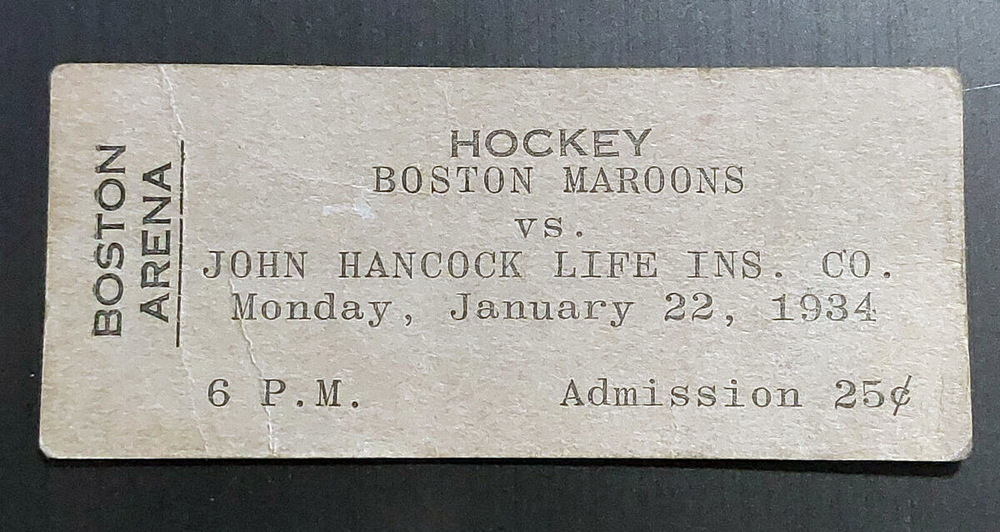 BOSTON
ARENA
HOCKEY
BOSTON MAROONS
vs.
JOHN HANCOCK LIFE INS. CO.
Monday, January 22, 1934
6 P.M. Admission 25¢